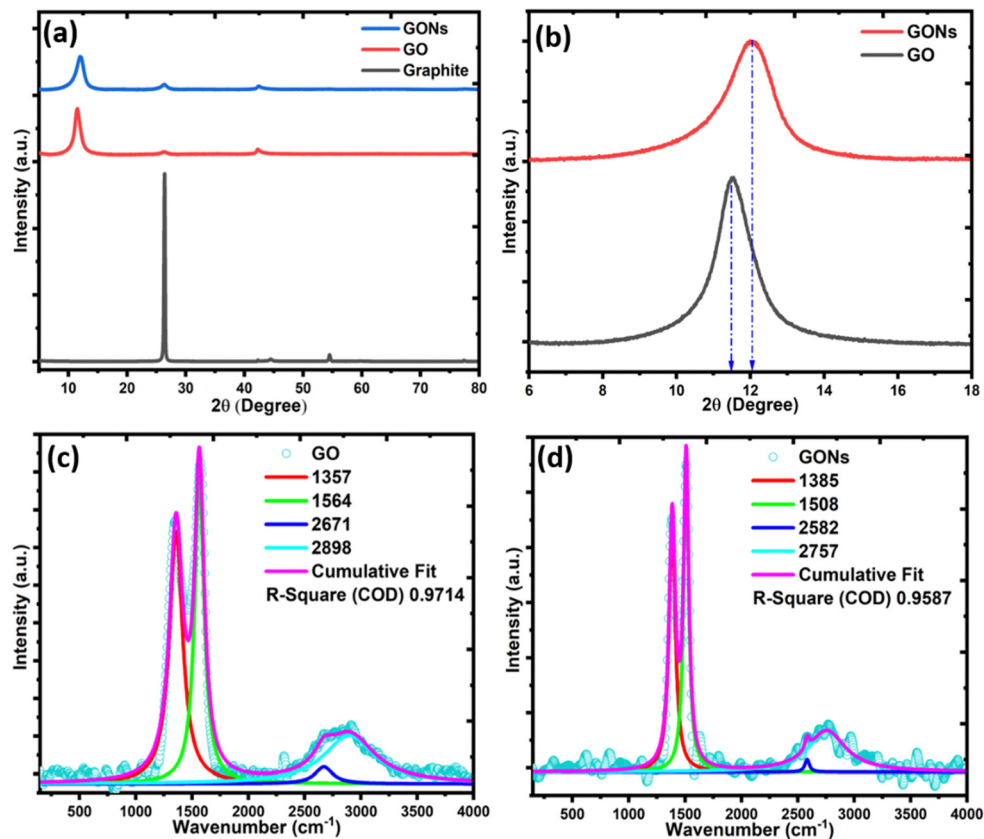 (a)
GONs
GO
Graphite
Intensity (a.u.)
10 20 30 40 50 60 70 80
2θ (Degree)
(b)
GONs
GO
Intensity (a.u.)
6 8 10 12 14 16 18
2θ (Degree)
(c)
GO
1357
1564
2671
2898
Cumulative Fit
R-Square (COD) 0.9714
Intensity (a.u.)
500 1000 1500 2000 2500 3000 3500 4000
Wavenumber (cm⁻¹)
(d)
GONs
1385
1508
2582
2757
Cumulative Fit
R-Square (COD) 0.9587
Intensity (a.u.)
500 1000 1500 2000 2500 3000 3500 4000
Wavenumber (cm⁻¹)